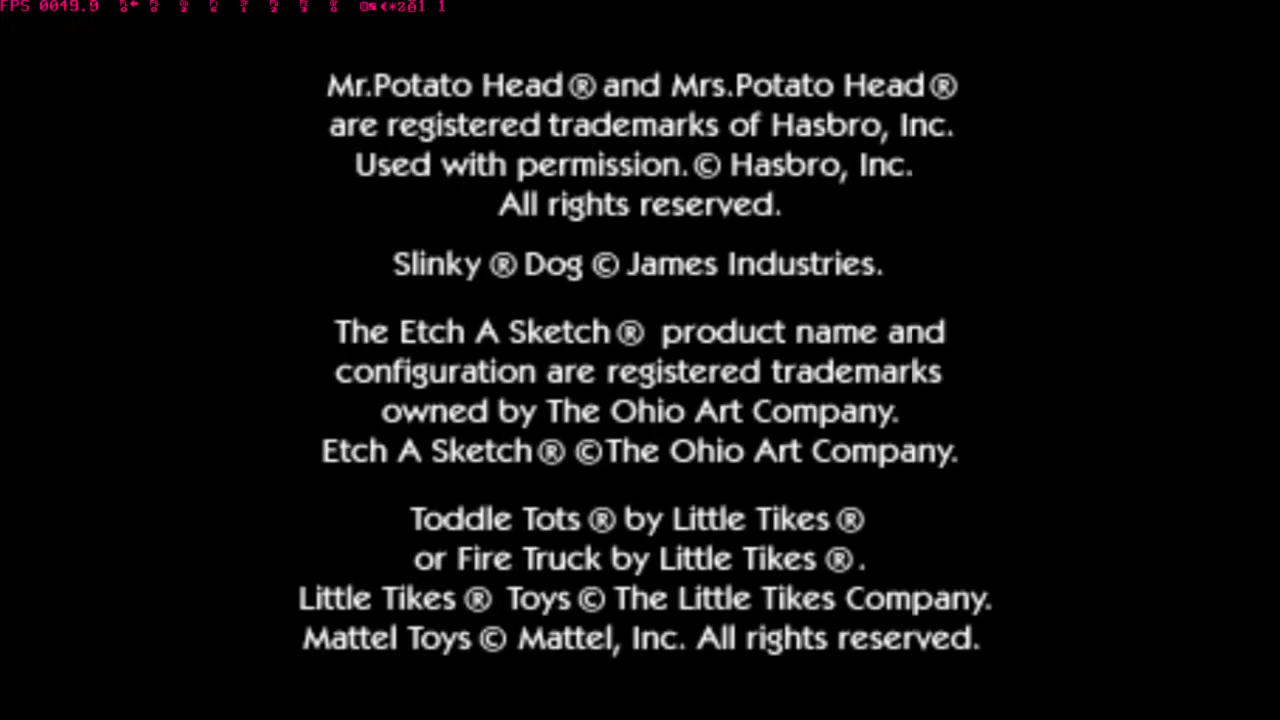 FPS 0049.0
Mr.Potato Head® and Mrs.Potato Head®
are registered trademarks of Hasbro, Inc.
Used with permission.© Hasbro, Inc.
All rights reserved.
Slinky ® Dog © James Industries.
The Etch A Sketch® product name and
configuration are registered trademarks
owned by The Ohio Art Company.
Etch A Sketch® ©The Ohio Art Company.
Toddle Tots ® by Little Tikes ®
or Fire Truck by Little Tikes ®.
Little Tikes ® Toys © The Little Tikes Company.
Mattel Toys © Mattel, Inc. All rights reserved.